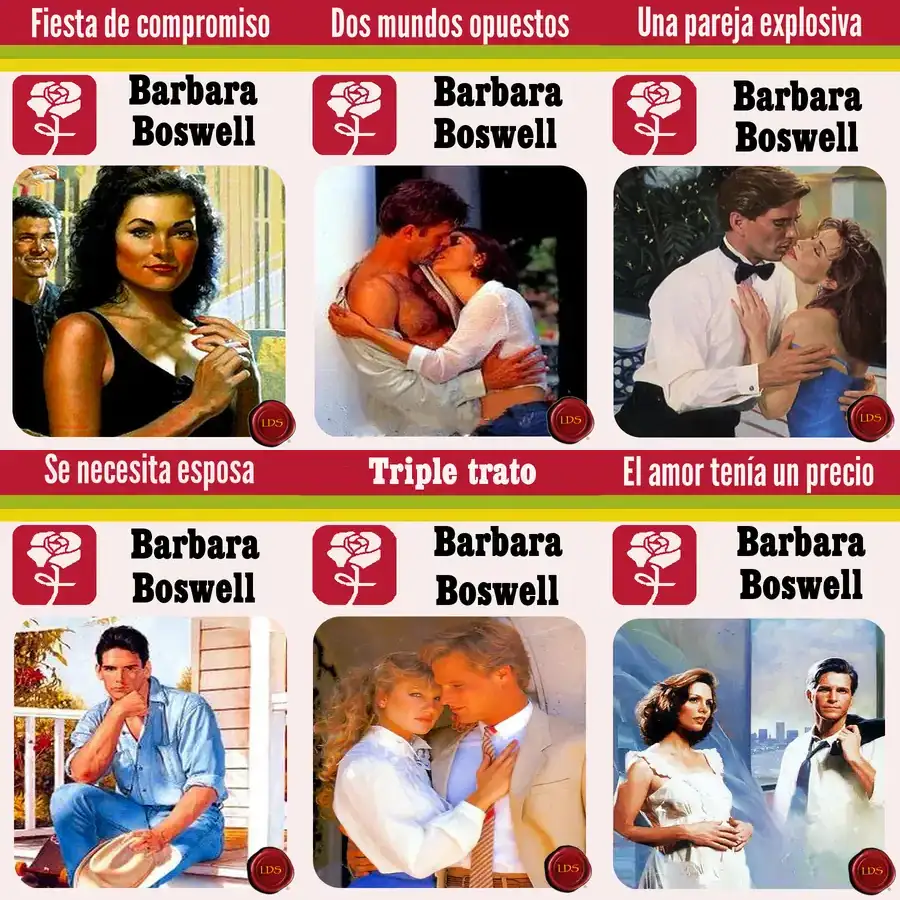 Fiesta de compromiso
Barbara
Boswell
LDS
Dos mundos opuestos
Barbara
Boswell
LDS
Una pareja explosiva
Barbara
Boswell
LDS
Se necesita esposa
Barbara
Boswell
LDS
Triple trato
Barbara
Boswell
LDS
El amor tenía un precio
Barbara
Boswell
LDS